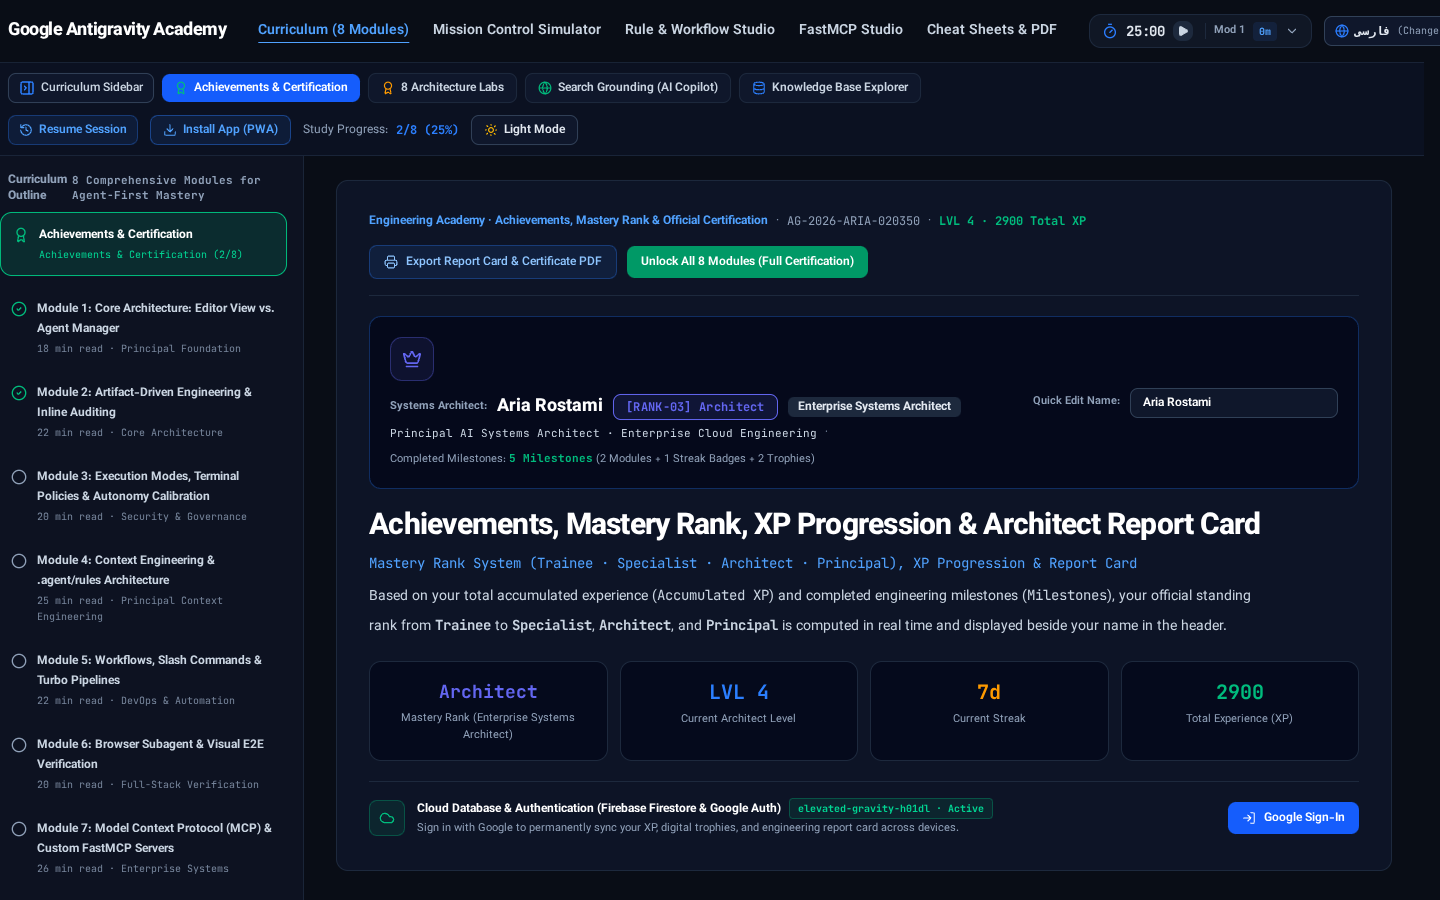 Google Antigravity Academy
Curriculum (8 Modules)
Mission Control Simulator
Rule & Workflow Studio
FastMCP Studio
Cheat Sheets & PDF
25:00
Mod 1
0m
فارسی (Change
Curriculum Sidebar
Achievements & Certification
8 Architecture Labs
Search Grounding (AI Copilot)
Knowledge Base Explorer
Resume Session
Install App (PWA)
Study Progress: 2/8 (25%)
Light Mode
Curriculum Outline
8 Comprehensive Modules for
Agent-First Mastery
Achievements & Certification
Achievements & Certification (2/8)
Module 1: Core Architecture: Editor View vs.
Agent Manager
18 min read · Principal Foundation
Module 2: Artifact-Driven Engineering &
Inline Auditing
22 min read · Core Architecture
Module 3: Execution Modes, Terminal
Policies & Autonomy Calibration
20 min read · Security & Governance
Module 4: Context Engineering &
.agent/rules Architecture
25 min read · Principal Context
Engineering
Module 5: Workflows, Slash Commands &
Turbo Pipelines
22 min read · DevOps & Automation
Module 6: Browser Subagent & Visual E2E
Verification
20 min read · Full-Stack Verification
Module 7: Model Context Protocol (MCP) &
Custom FastMCP Servers
26 min read · Enterprise Systems
Engineering Academy · Achievements, Mastery Rank & Official Certification · AG-2026-ARIA-020350 · LVL 4 · 2900 Total XP
Export Report Card & Certificate PDF
Unlock All 8 Modules (Full Certification)
Systems Architect: Aria Rostami [RANK-03] Architect Enterprise Systems Architect
Quick Edit Name: Aria Rostami
Principal AI Systems Architect · Enterprise Cloud Engineering ·
Completed Milestones: 5 Milestones (2 Modules + 1 Streak Badges + 2 Trophies)
Achievements, Mastery Rank, XP Progression & Architect Report Card
Mastery Rank System (Trainee · Specialist · Architect · Principal), XP Progression & Report Card
Based on your total accumulated experience (Accumulated XP) and completed engineering milestones (Milestones), your official standing
rank from Trainee to Specialist, Architect, and Principal is computed in real time and displayed beside your name in the header.
Architect
Mastery Rank (Enterprise Systems
Architect)
LVL 4
Current Architect Level
7d
Current Streak
2900
Total Experience (XP)
Cloud Database & Authentication (Firebase Firestore & Google Auth) elevated-gravity-h01dl · Active
Sign in with Google to permanently sync your XP, digital trophies, and engineering report card across devices.
Google Sign-In